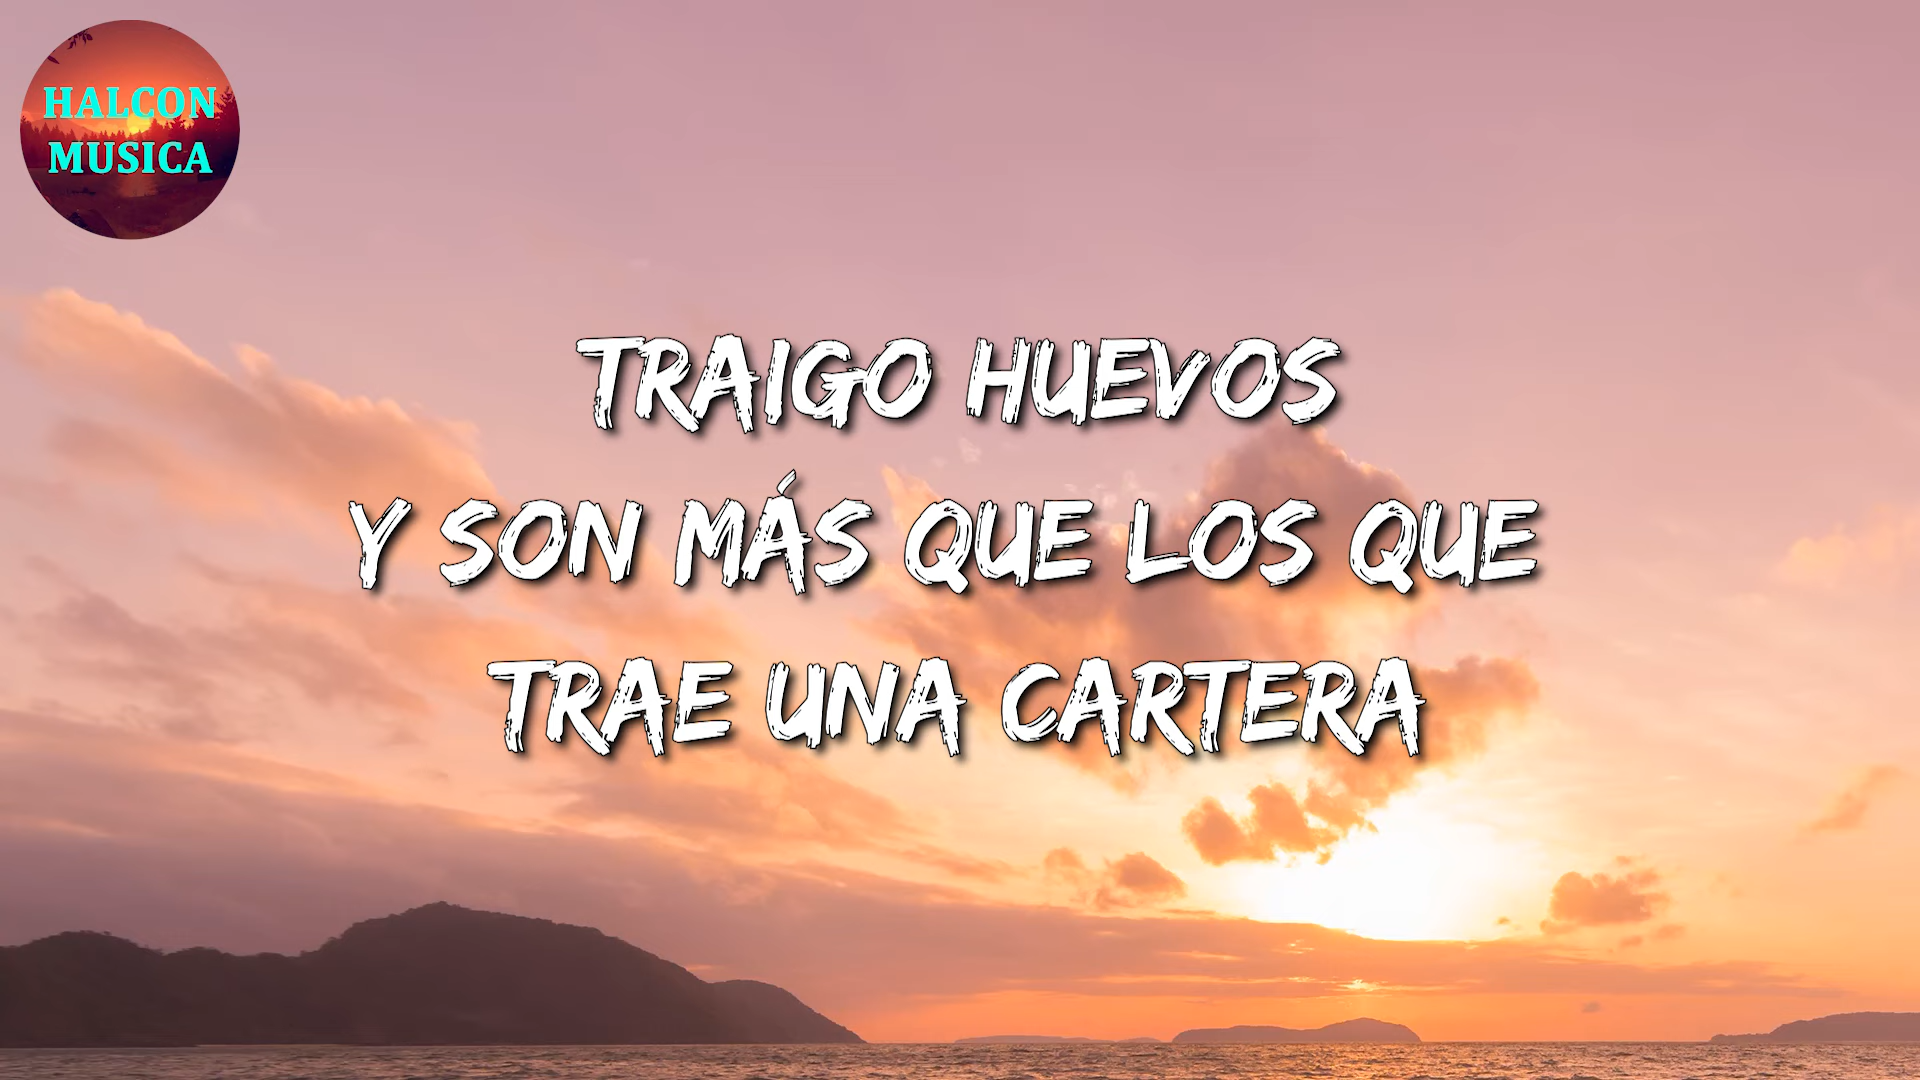 HALCON
MUSICA
TRAIGO HUEVOS
Y SON MÁS QUE LOS QUE
TRAE UNA CARTERA